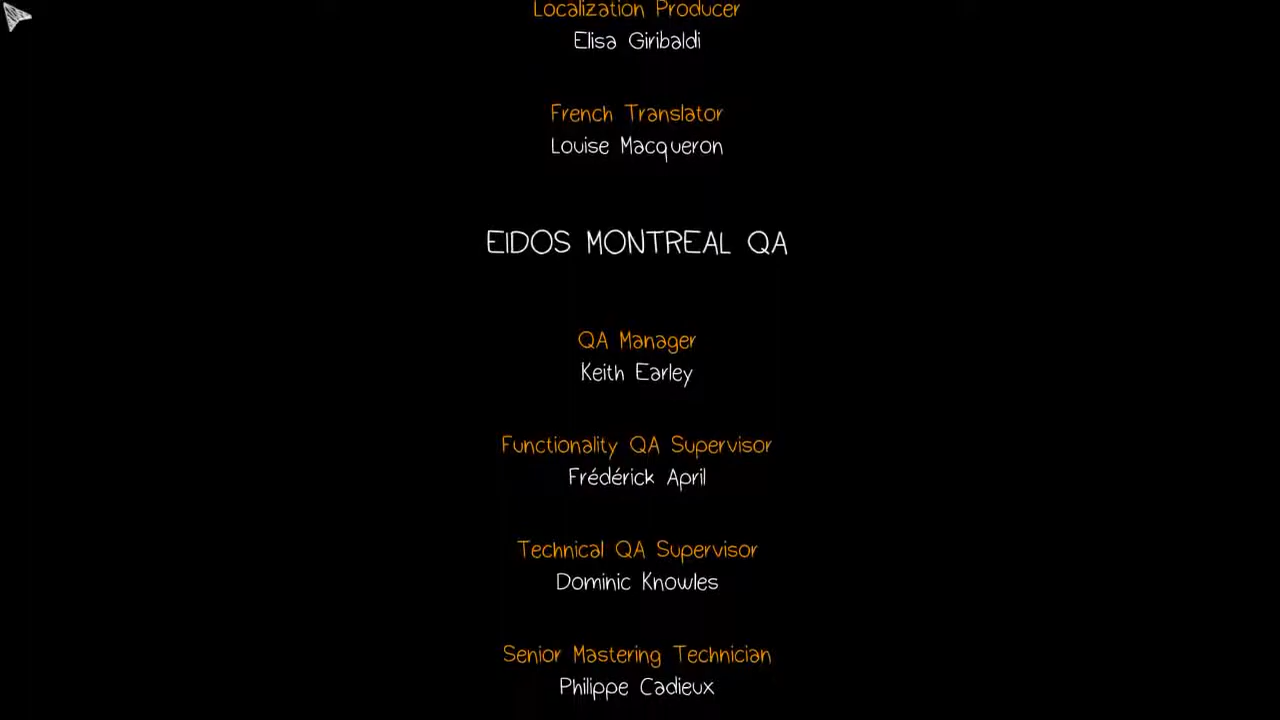 Localization Producer
Elisa Giribaldi
French Translator
Louise Macqueron
EIDOS MONTREAL QA
QA Manager
Keith Earley
Functionality QA Supervisor
Frédérick April
Technical QA Supervisor
Dominic Knowles
Senior Mastering Technician
Philippe Cadieux